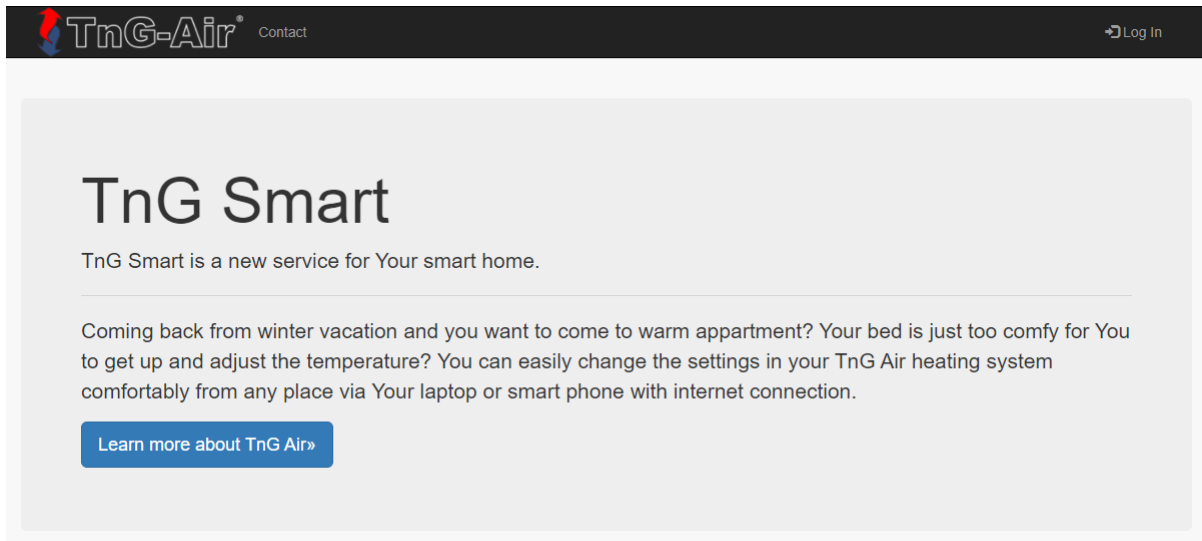 TnG-Air® Contact Log In
TnG Smart
TnG Smart is a new service for Your smart home.
Coming back from winter vacation and you want to come to warm appartment? Your bed is just too comfy for You
to get up and adjust the temperature? You can easily change the settings in your TnG Air heating system
comfortably from any place via Your laptop or smart phone with internet connection.
Learn more about TnG Air»